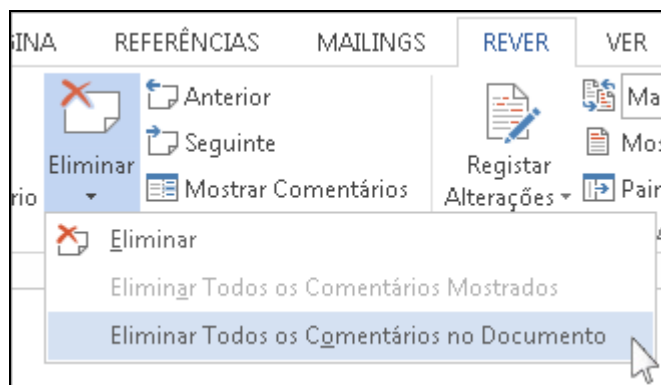 REFERÊNCIAS MAILINGS REVER VER
Anterior
Seguinte
Mostrar Comentários
Eliminar
Registar
Alterações
Eliminar
Eliminar Todos os Comentários Mostrados
Eliminar Todos os Comentários no Documento